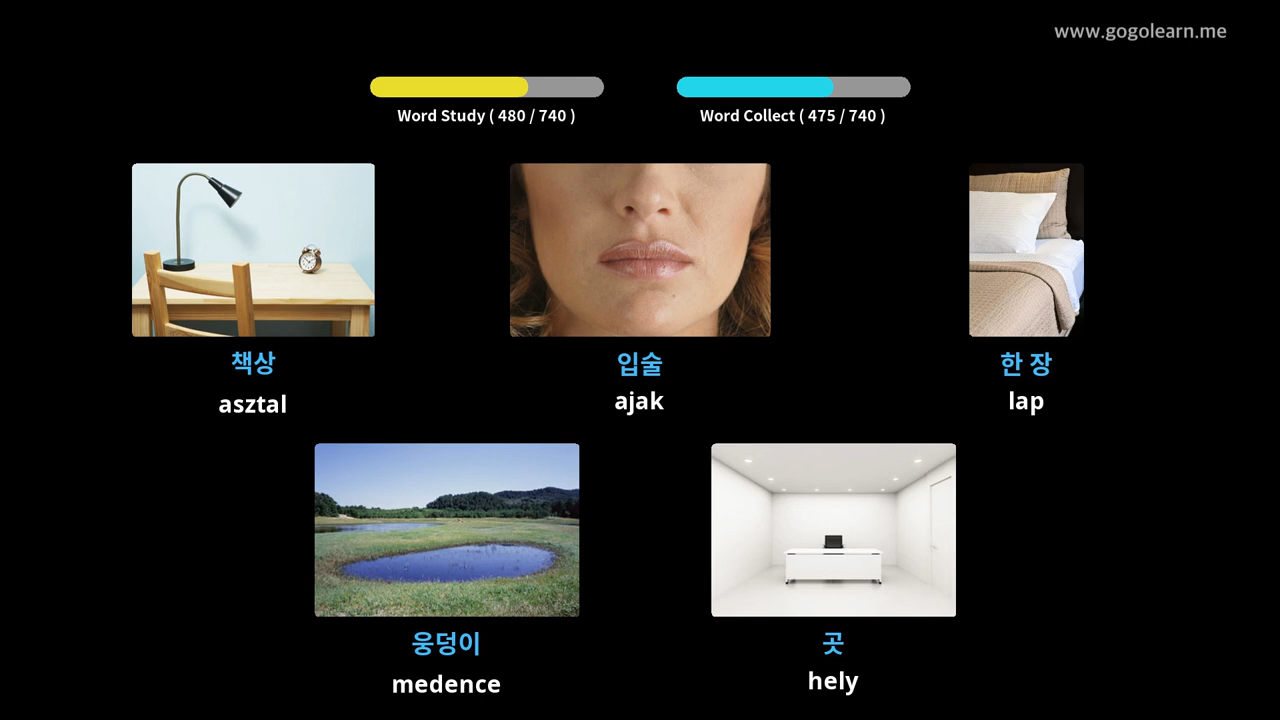 www.gogolearn.me
Word Study ( 480 / 740 )
Word Collect ( 475 / 740 )
책상
asztal
입술
ajak
한 장
lap
웅덩이
medence
곳
hely